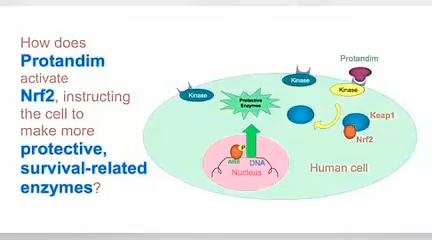 How does
Protandim
activate
Nrf2, instructing
the cell to
make more
protective,
survival-related
enzymes?
Protandim
Kinase
Kinase
Kinase
Protective
Enzymes
Keap1
Nrf2
P
ARE DNA
Nucleus
Human cell